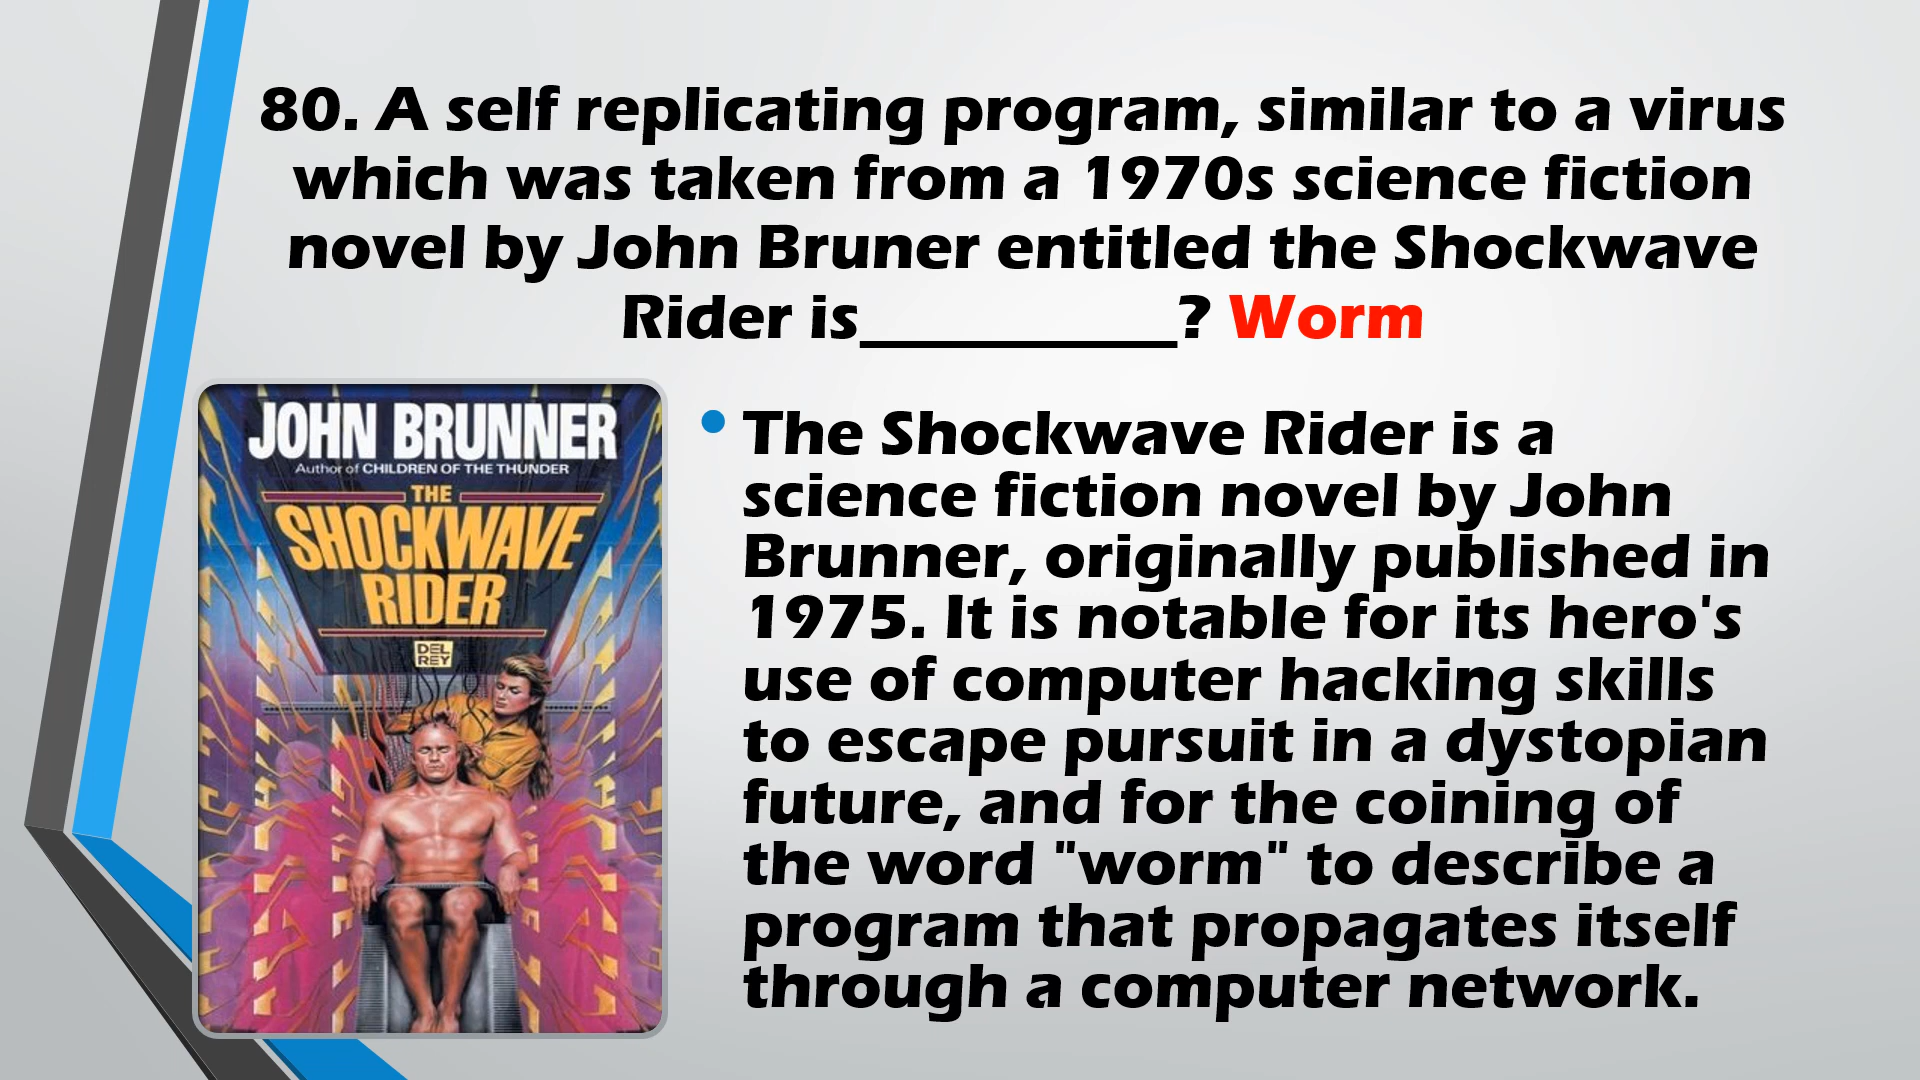 80. A self replicating program, similar to a virus
which was taken from a 1970s science fiction
novel by John Bruner entitled the Shockwave
Rider is__________? Worm
JOHN BRUNNER
Author of CHILDREN OF THE THUNDER
THE
SHOCKWAVE
RIDER
DEL
REY
• The Shockwave Rider is a
science fiction novel by John
Brunner, originally published in
1975. It is notable for its hero's
use of computer hacking skills
to escape pursuit in a dystopian
future, and for the coining of
the word "worm" to describe a
program that propagates itself
through a computer network.